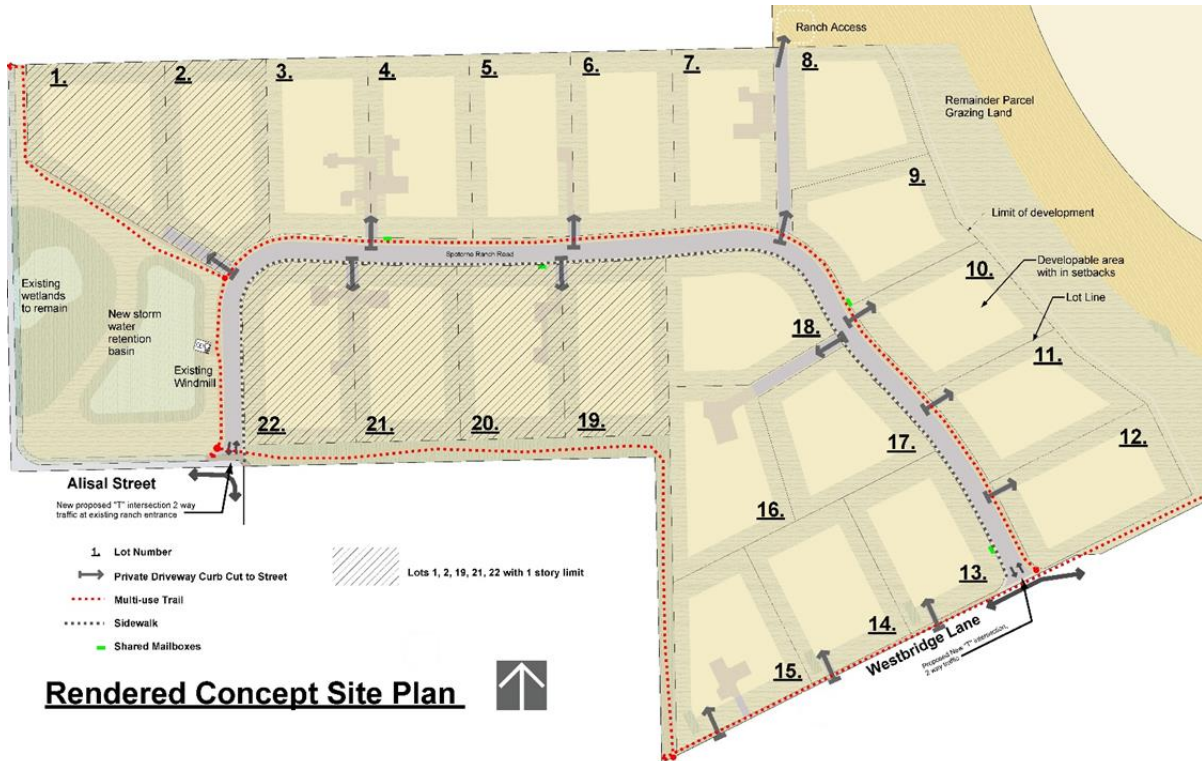 Ranch Access
1.
2.
3.
4.
5.
6.
7.
8.
Remainder Parcel
Grazing Land
9.
Limit of development
Spotorno Ranch Road
10.
Developable area
with in setbacks
Existing
wetlands
to remain
New storm
water
retention
basin
Lot Line
18.
11.
Existing
Windmill
22.
21.
20.
19.
17.
12.
Alisal Street
New proposed "T" intersection 2 way
traffic at existing ranch entrance
16.
1. Lot Number
Private Driveway Curb Cut to Street
Lots 1, 2, 19, 21, 22 with 1 story limit
13.
Multi-use Trail
Sidewalk
14.
Westbridge Lane
Proposed New "T" intersection,
2 way traffic
Shared Mailboxes
15.
Rendered Concept Site Plan